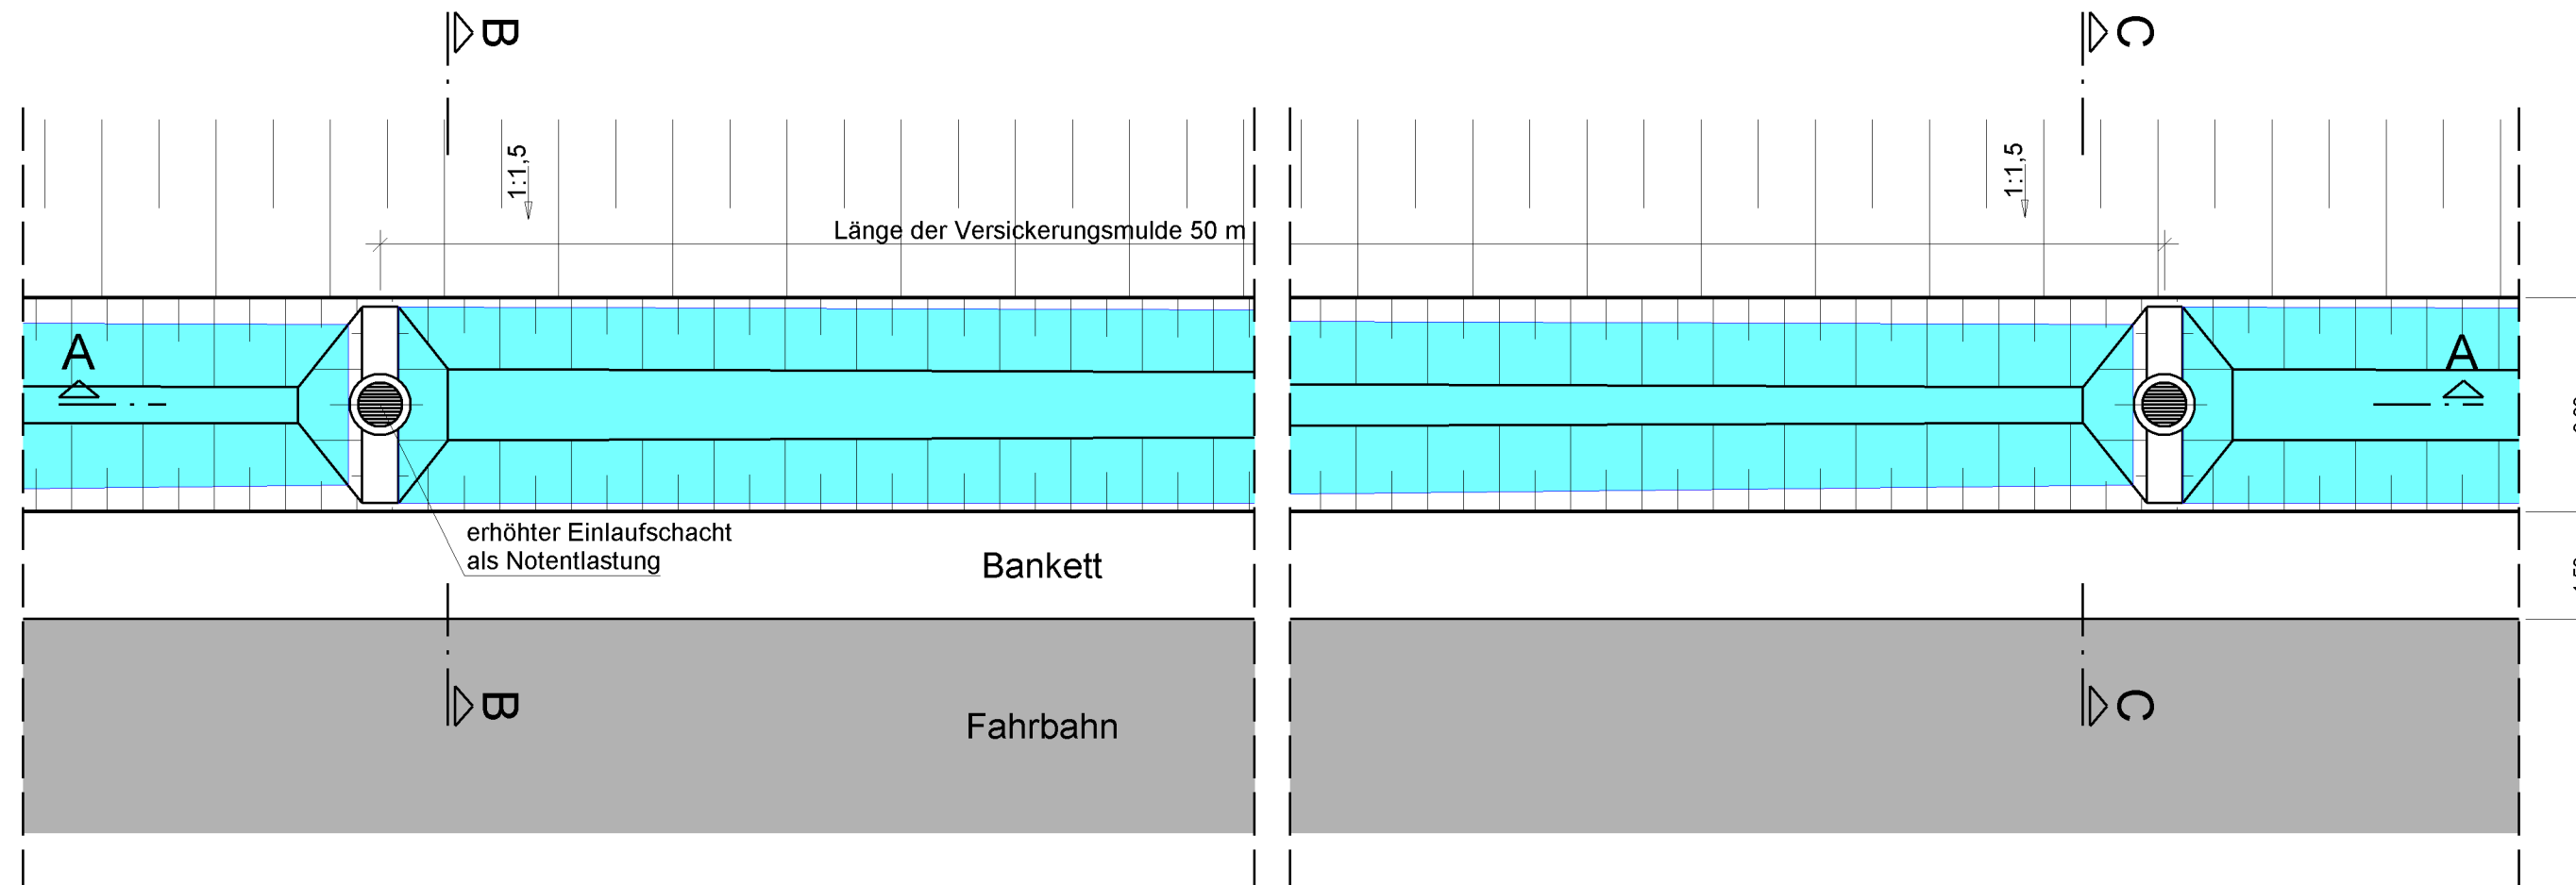 B
C
1:1,5
1:1,5
Länge der Versickerungsmulde 50 m
A
A
erhöhter Einlaufschacht
als Notentlastung
Bankett
B
C
Fahrbahn